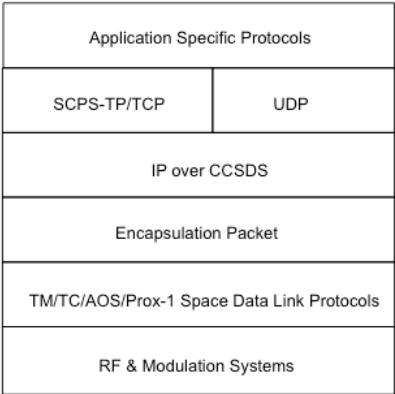 Application Specific Protocols
SCPS-TP/TCP
UDP
IP over CCSDS
Encapsulation Packet
TM/TC/AOS/Prox-1 Space Data Link Protocols
RF & Modulation Systems